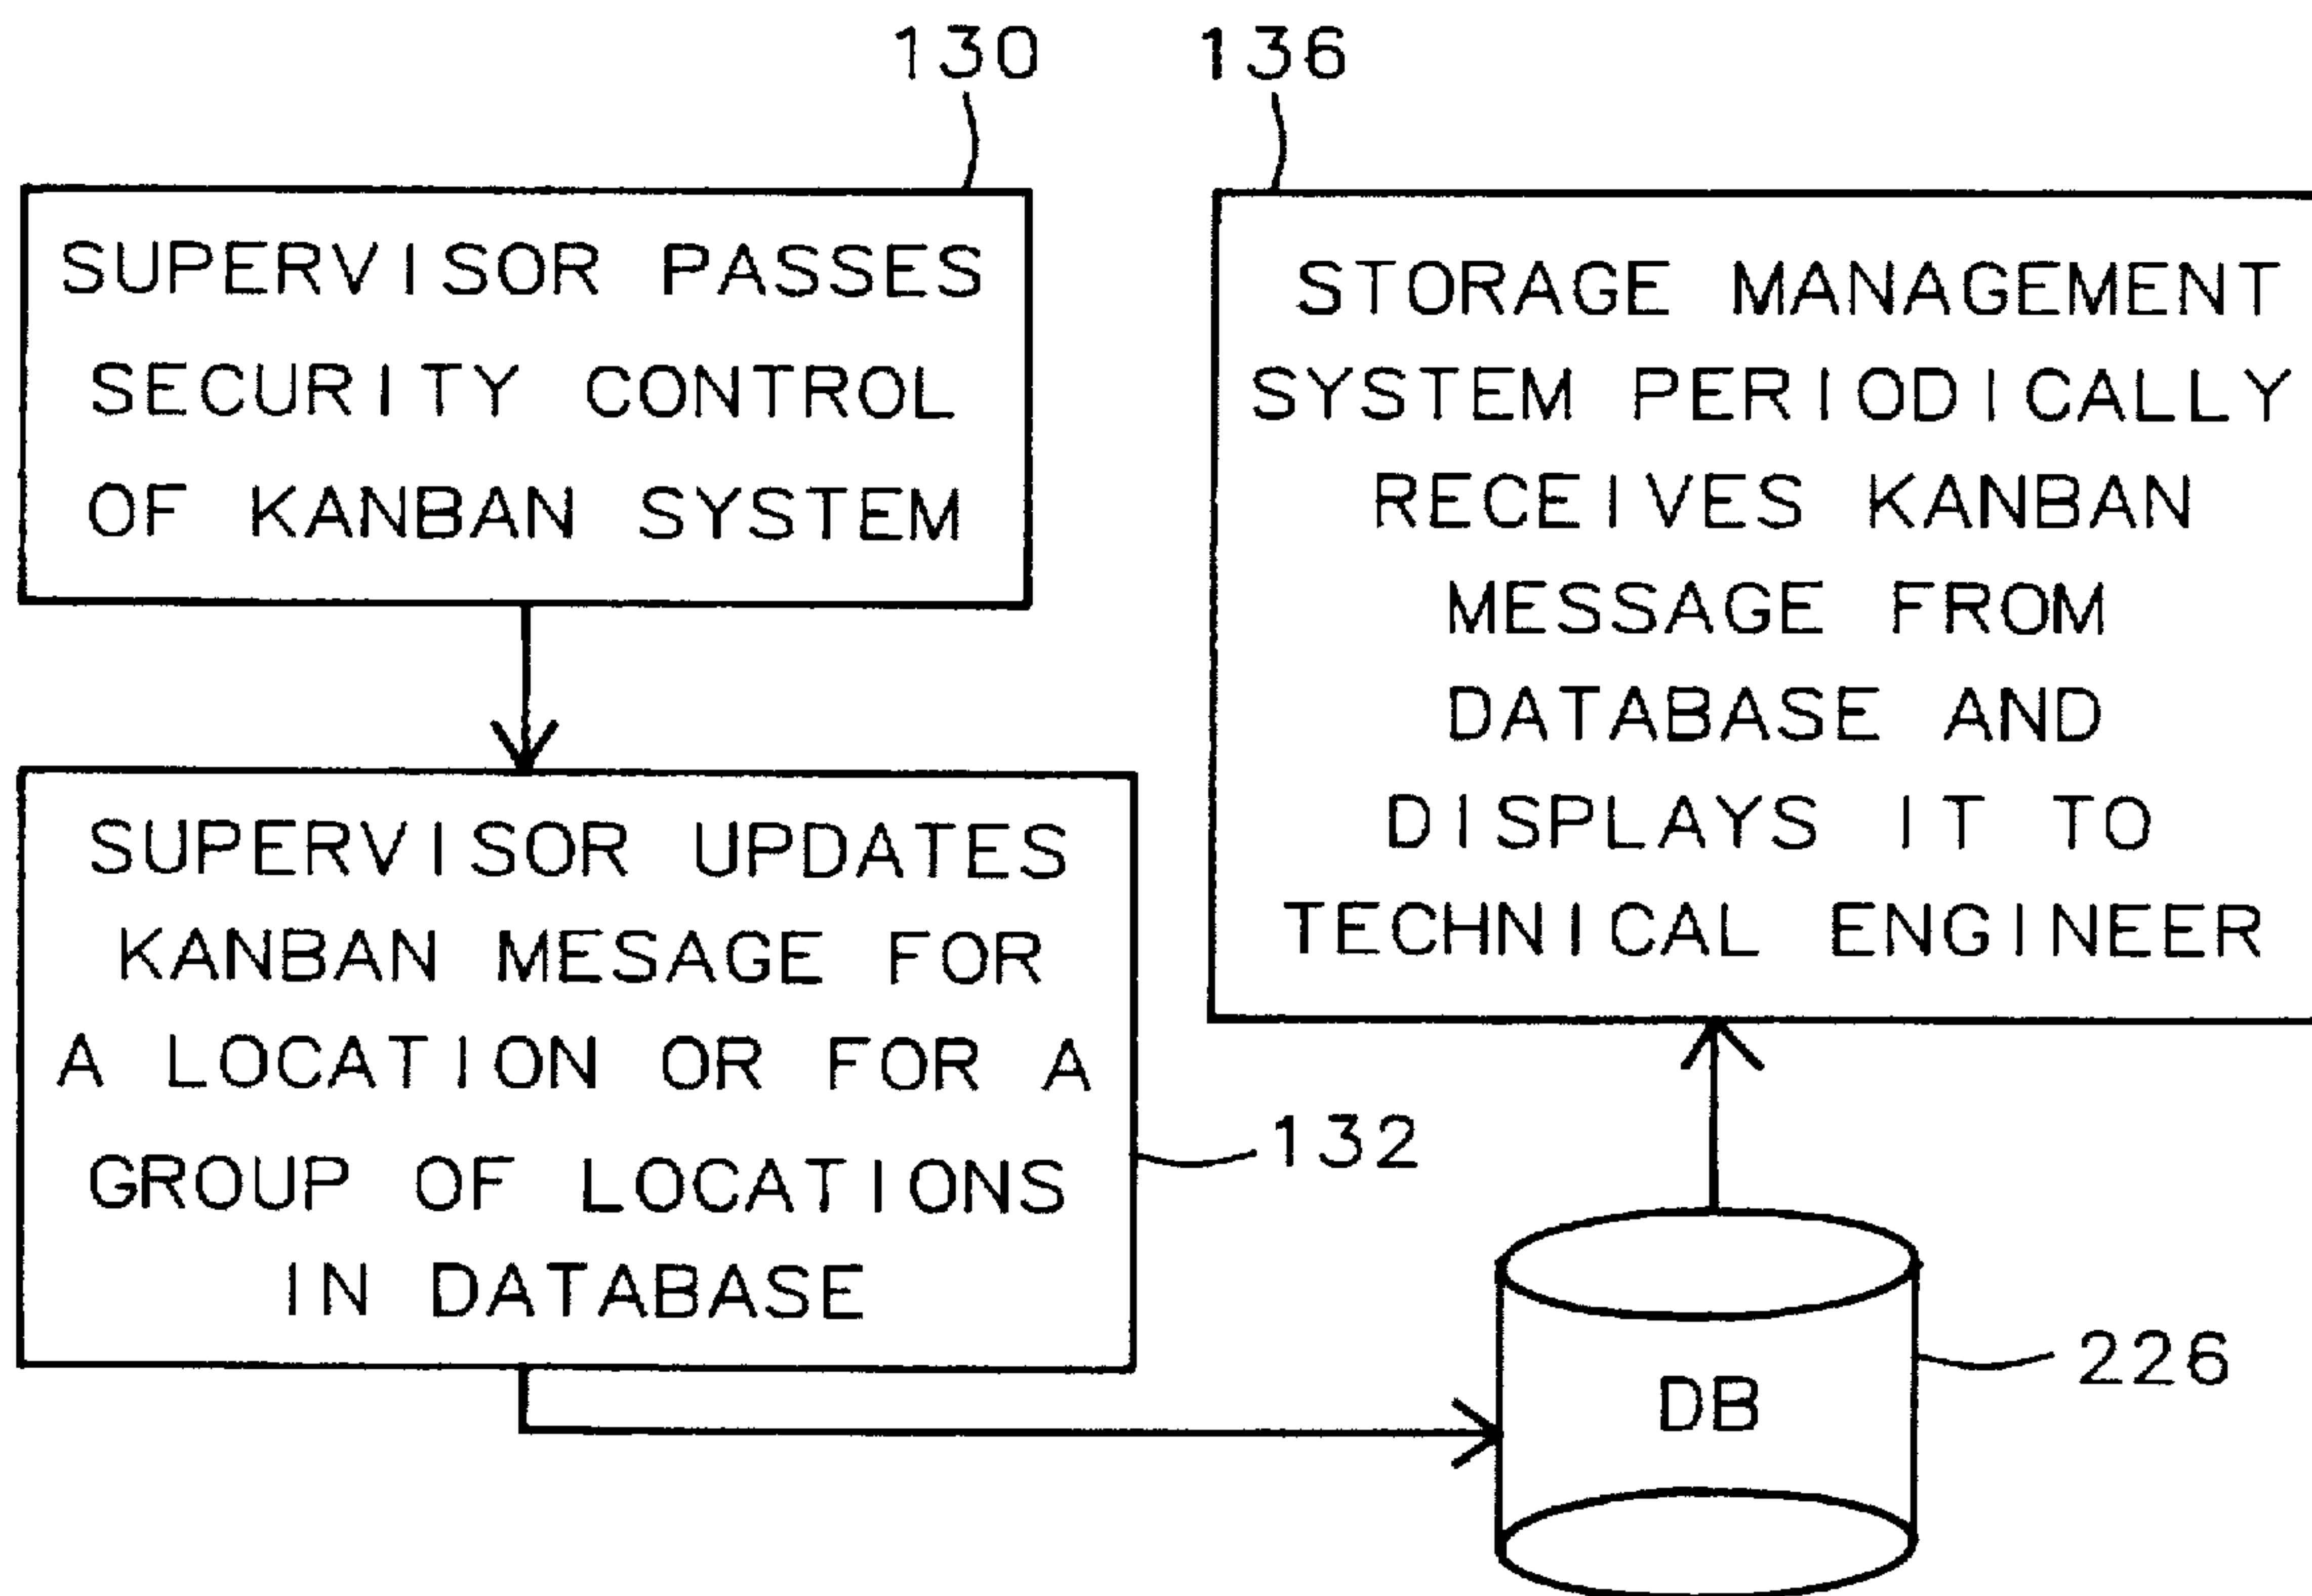 130
136
SUPERVISOR PASSES
SECURITY CONTROL
OF KANBAN SYSTEM
STORAGE MANAGEMENT
SYSTEM PERIODICALLY
RECEIVES KANBAN
MESSAGE FROM
DATABASE AND
DISPLAYS IT TO
TECHNICAL ENGINEER
SUPERVISOR UPDATES
KANBAN MESAGE FOR
A LOCATION OR FOR A
GROUP OF LOCATIONS
IN DATABASE
132
DB
226